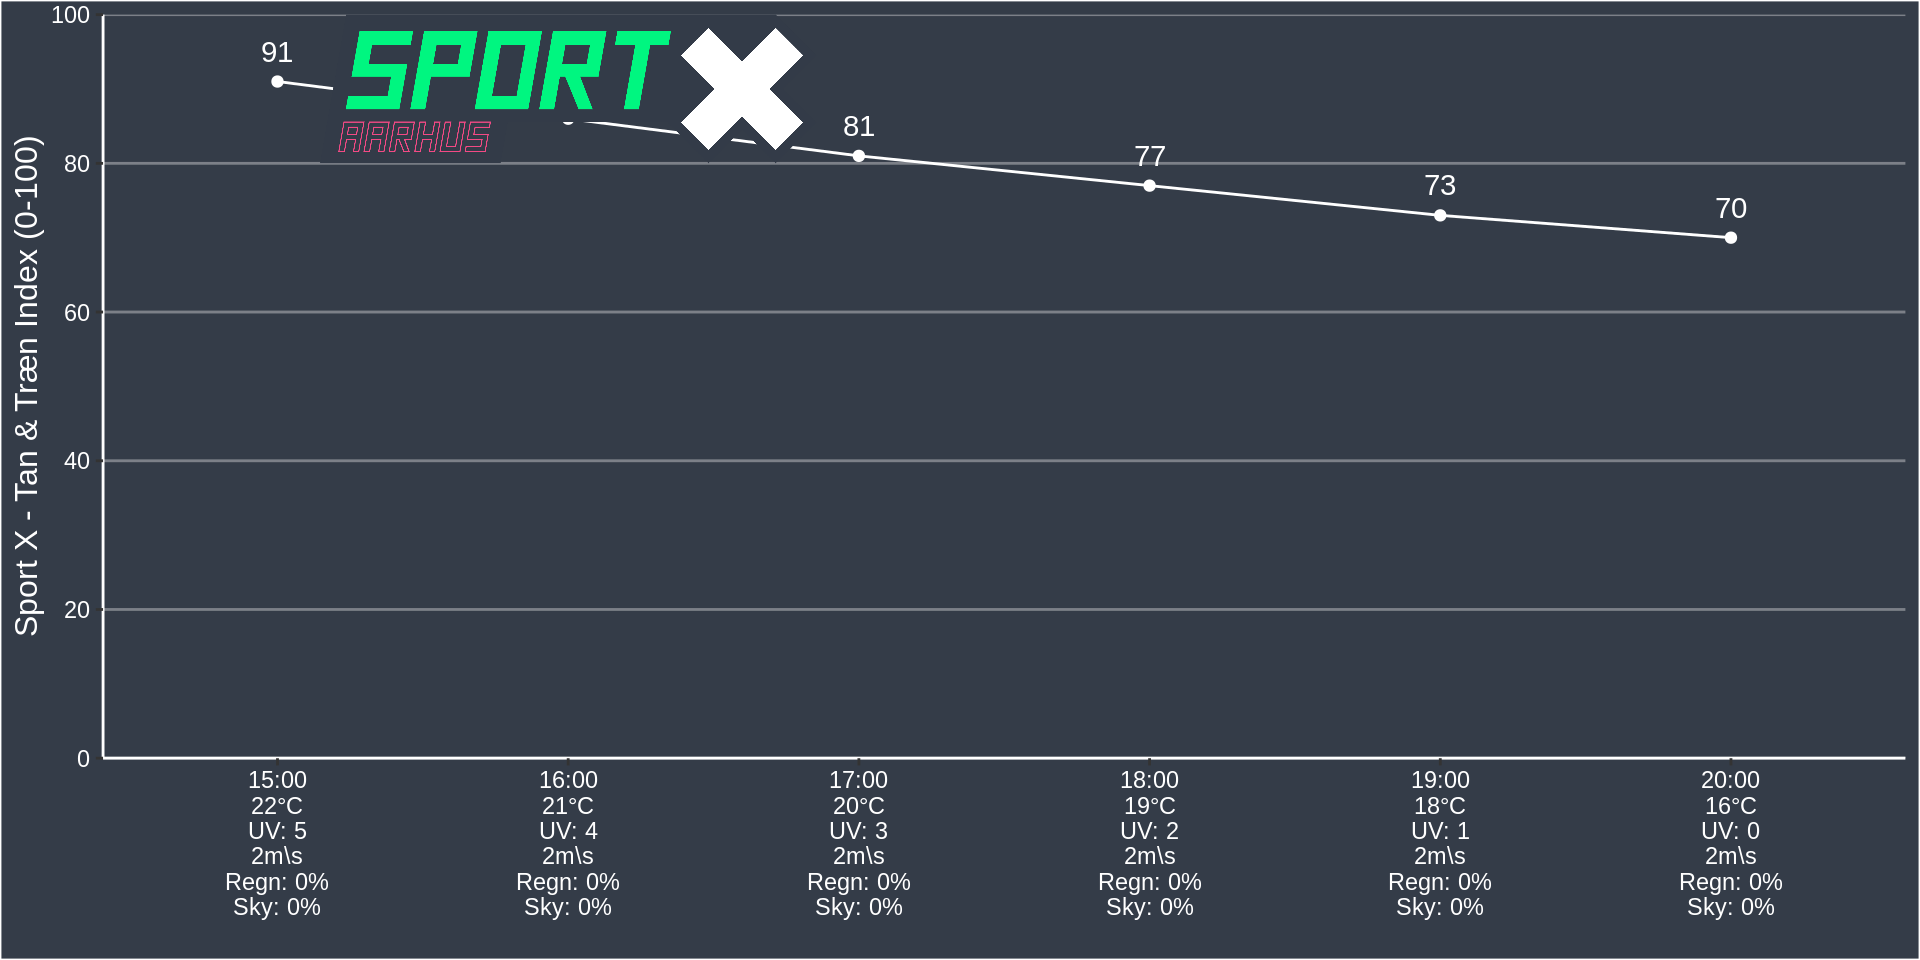 Sport X - Tan & Træn Index (0-100)
100
80
60
40
20
0
SPORT X
AARHUS
91
81
77
73
70
15:00
22°C
UV: 5
2m\s
Regn: 0%
Sky: 0%
16:00
21°C
UV: 4
2m\s
Regn: 0%
Sky: 0%
17:00
20°C
UV: 3
2m\s
Regn: 0%
Sky: 0%
18:00
19°C
UV: 2
2m\s
Regn: 0%
Sky: 0%
19:00
18°C
UV: 1
2m\s
Regn: 0%
Sky: 0%
20:00
16°C
UV: 0
2m\s
Regn: 0%
Sky: 0%